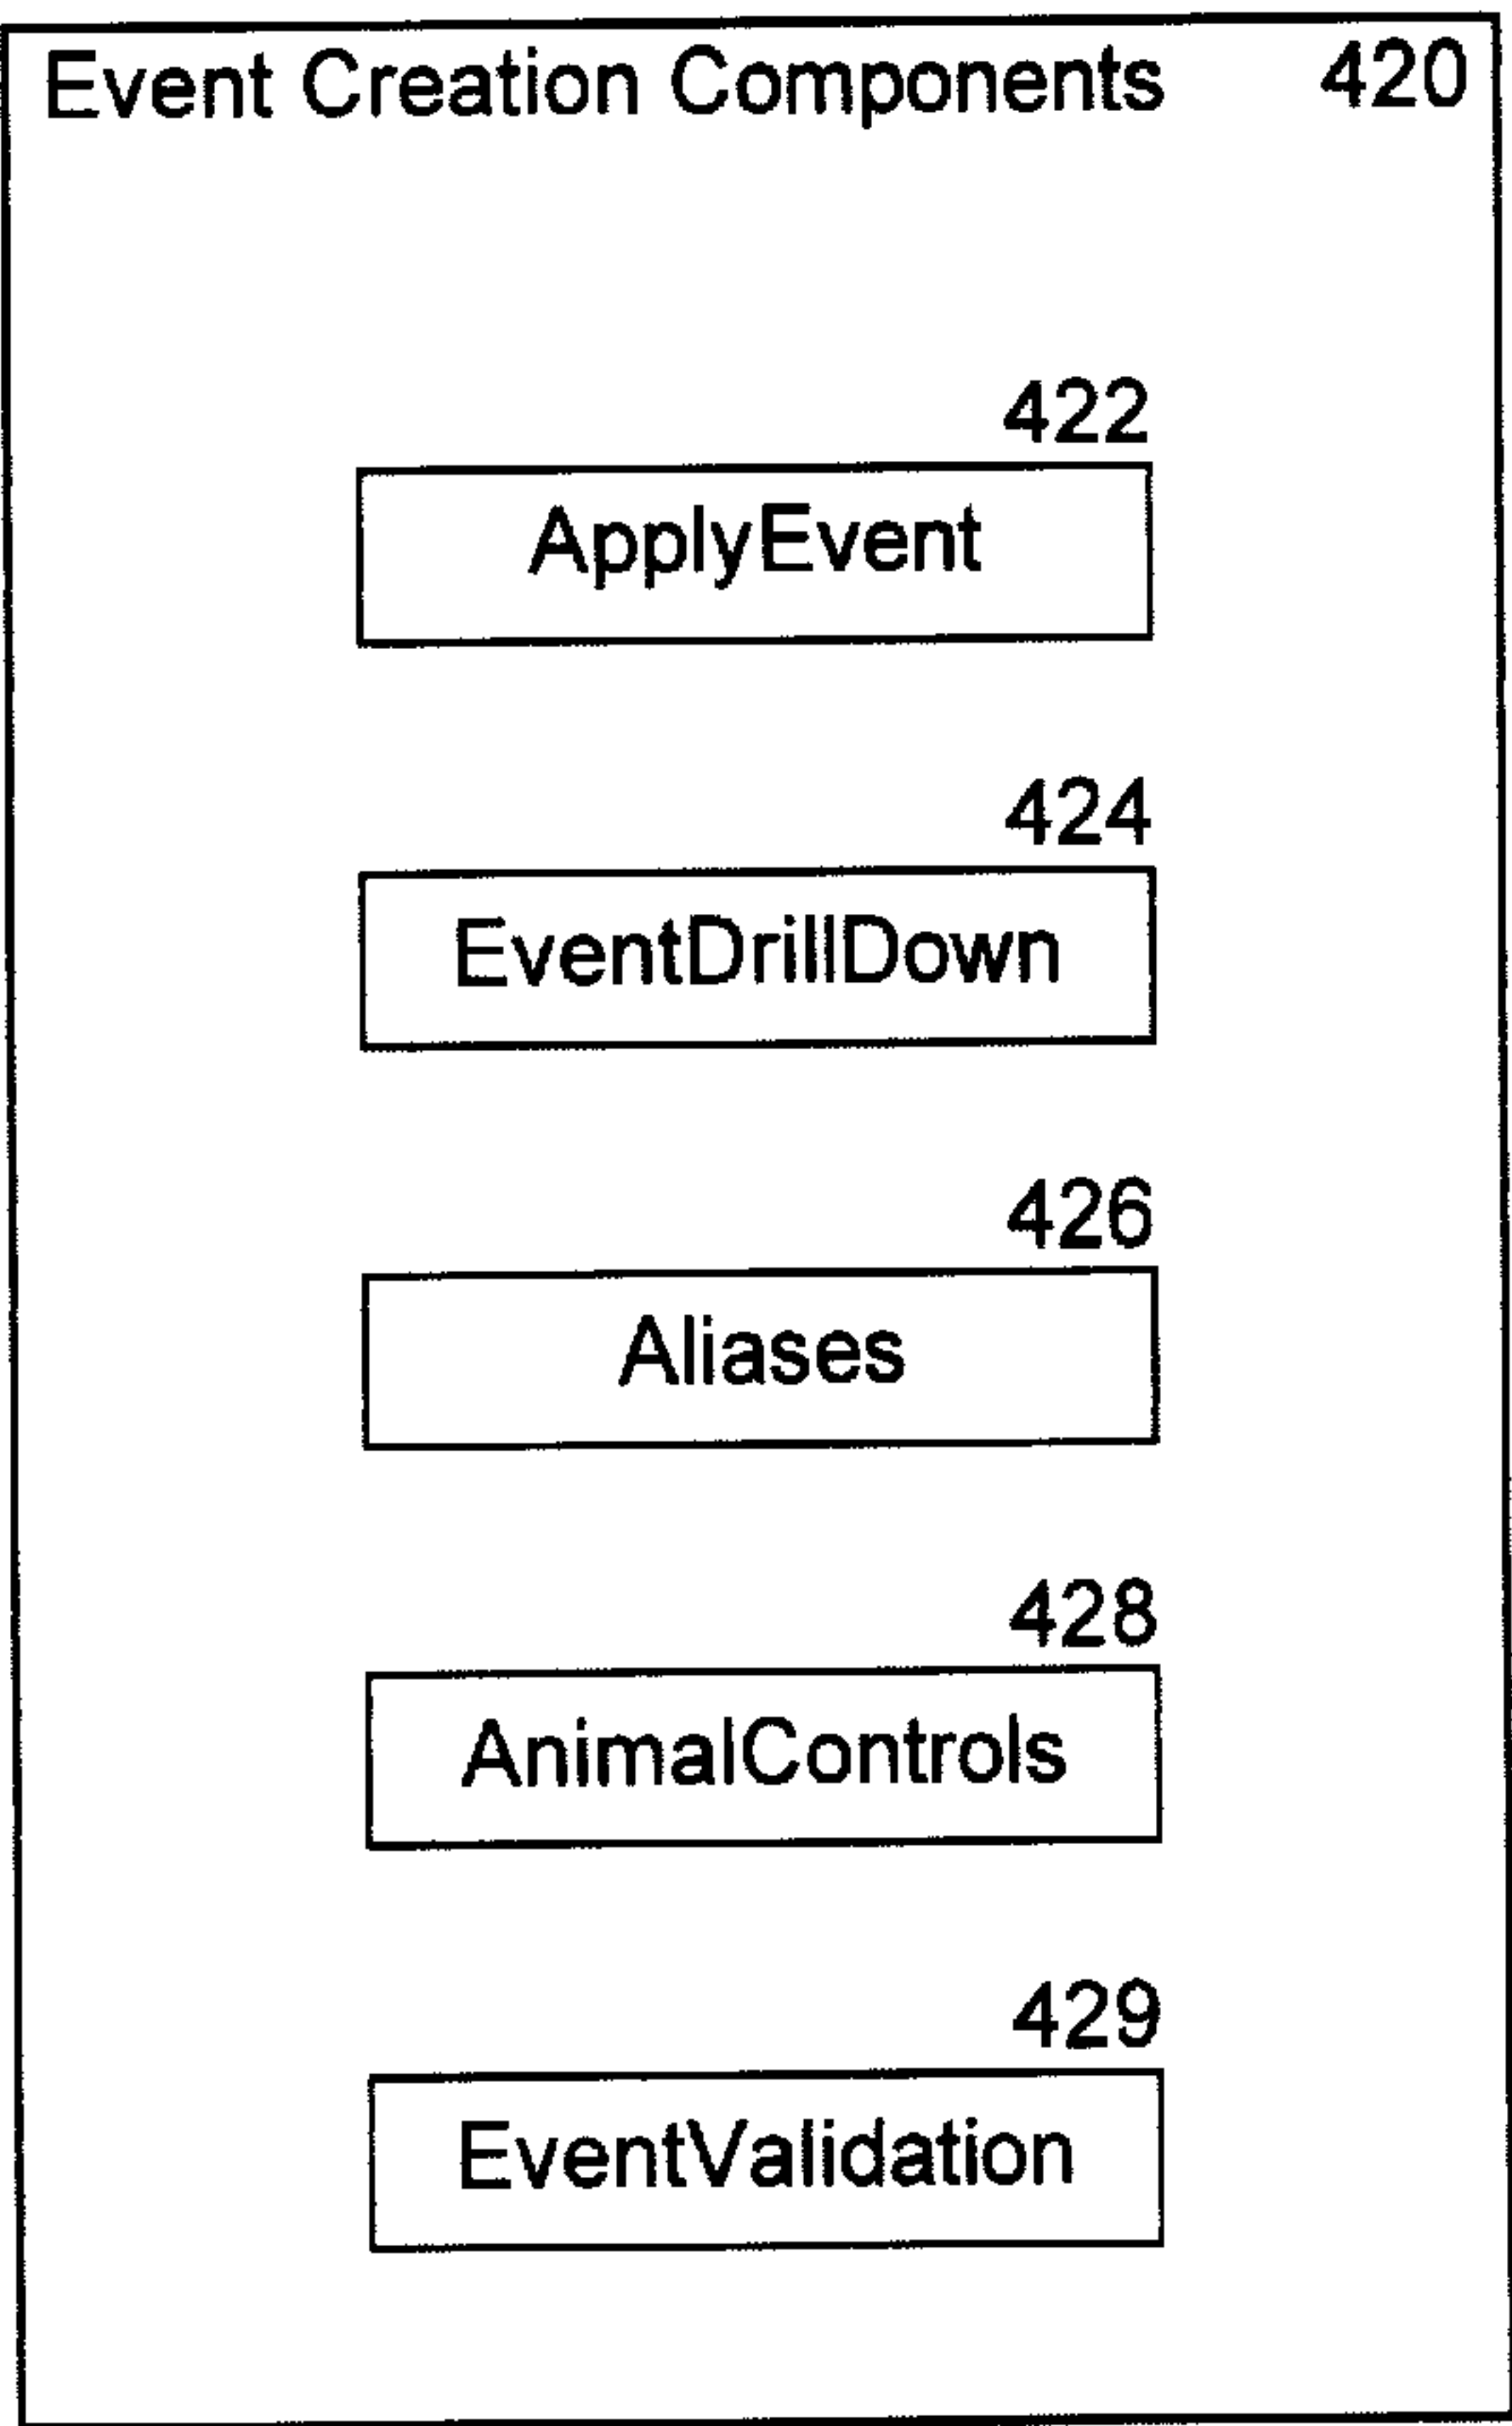 Event Creation Components 420
422
ApplyEvent
424
EventDrillDown
426
Aliases
428
AnimalControls
429
EventValidation